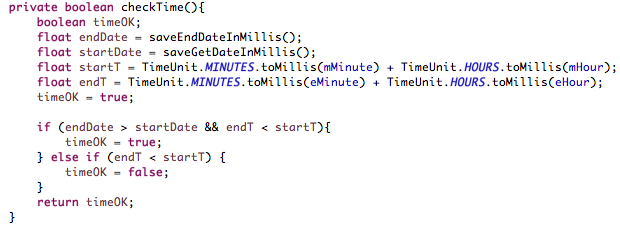 private boolean checkTime(){
    boolean timeOK;
    float endDate = saveEndDateInMillis();
    float startDate = saveGetDateInMillis();
    float startT = TimeUnit.MINUTES.toMillis(mMinute) + TimeUnit.HOURS.toMillis(mHour);
    float endT = TimeUnit.MINUTES.toMillis(eMinute) + TimeUnit.HOURS.toMillis(eHour);
    timeOK = true;

    if (endDate > startDate && endT < startT){
        timeOK = true;
    } else if (endT < startT) {
        timeOK = false;
    }
    return timeOK;
}